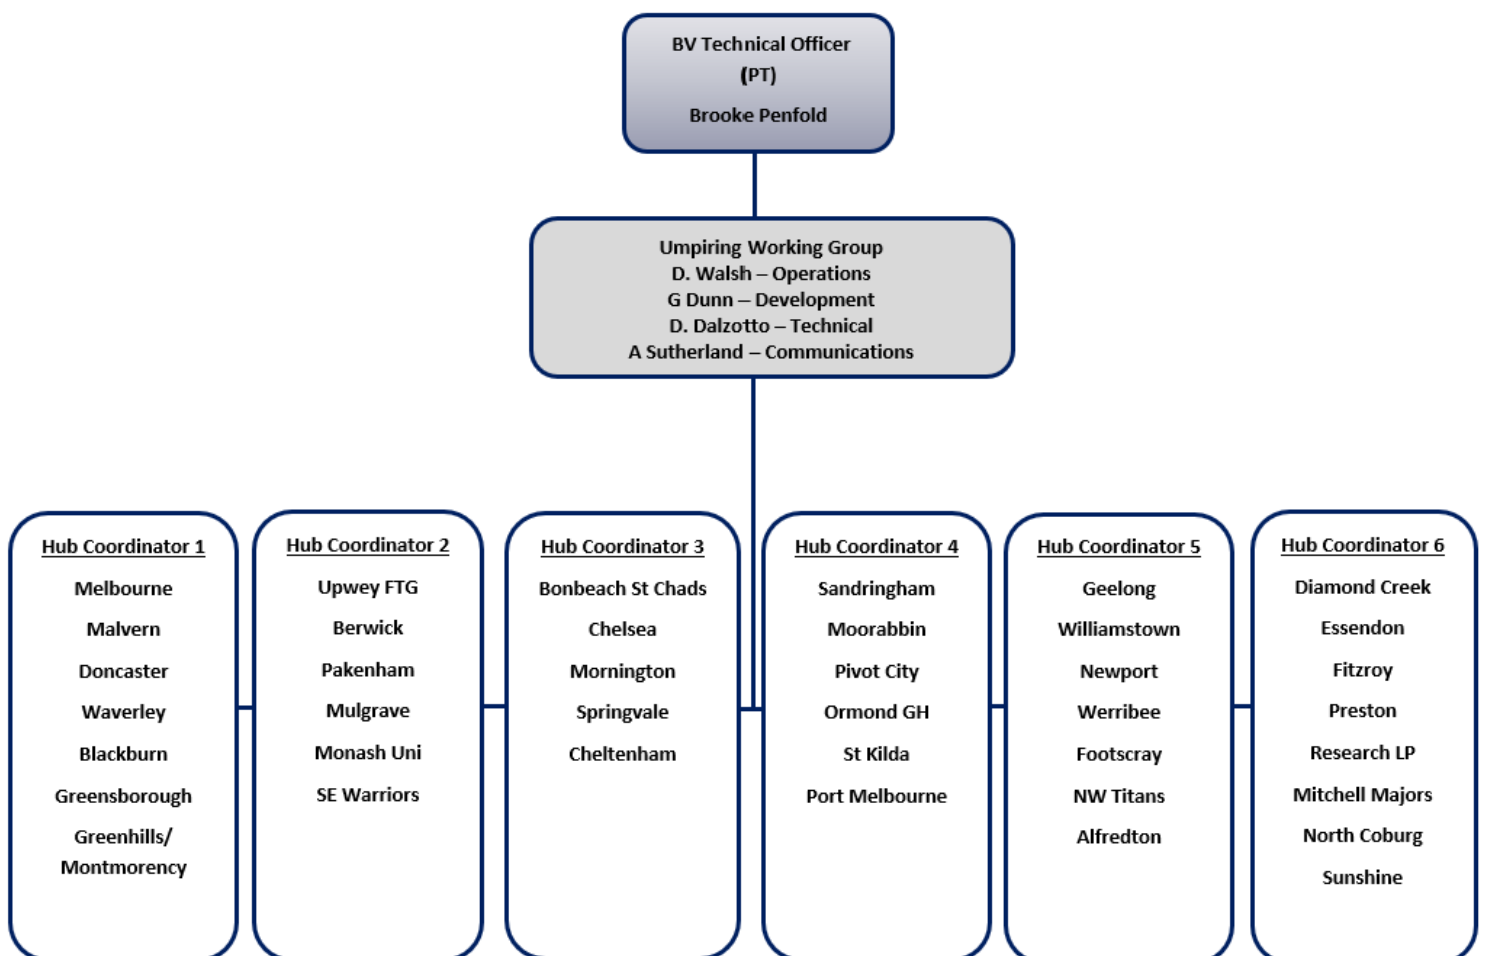 BV Technical Officer
(PT)
Brooke Penfold
Umpiring Working Group
D. Walsh – Operations
G Dunn – Development
D. Dalzotto – Technical
A Sutherland – Communications
Hub Coordinator 1
Melbourne
Malvern
Doncaster
Waverley
Blackburn
Greensborough
Greenhills/
Montmorency
Hub Coordinator 2
Upwey FTG
Berwick
Pakenham
Mulgrave
Monash Uni
SE Warriors
Hub Coordinator 3
Bonbeach St Chads
Chelsea
Mornington
Springvale
Cheltenham
Hub Coordinator 4
Sandringham
Moorabbin
Pivot City
Ormond GH
St Kilda
Port Melbourne
Hub Coordinator 5
Geelong
Williamstown
Newport
Werribee
Footscray
NW Titans
Alfredton
Hub Coordinator 6
Diamond Creek
Essendon
Fitzroy
Preston
Research LP
Mitchell Majors
North Coburg
Sunshine